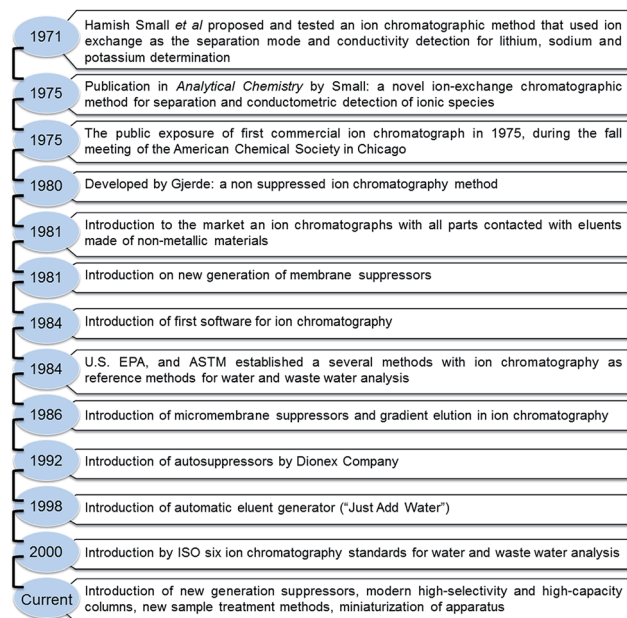 1971
Hamish Small et al proposed and tested an ion chromatographic method that used ion
exchange as the separation mode and conductivity detection for lithium, sodium and
potassium determination
1975
Publication in Analytical Chemistry by Small: a novel ion-exchange chromatographic
method for separation and conductometric detection of ionic species
1975
The public exposure of first commercial ion chromatograph in 1975, during the fall
meeting of the American Chemical Society in Chicago
1980
Developed by Gjerde: a non suppressed ion chromatography method
1981
Introduction to the market an ion chromatographs with all parts contacted with eluents
made of non-metallic materials
1981
Introduction on new generation of membrane suppressors
1984
Introduction of first software for ion chromatography
1984
U.S. EPA, and ASTM established a several methods with ion chromatography as
reference methods for water and waste water analysis
1986
Introduction of micromembrane suppressors and gradient elution in ion chromatography
1992
Introduction of autosuppressors by Dionex Company
1998
Introduction of automatic eluent generator ("Just Add Water")
2000
Introduction by ISO six ion chromatography standards for water and waste water analysis
Current
Introduction of new generation suppressors, modern high-selectivity and high-capacity
columns, new sample treatment methods, miniaturization of apparatus